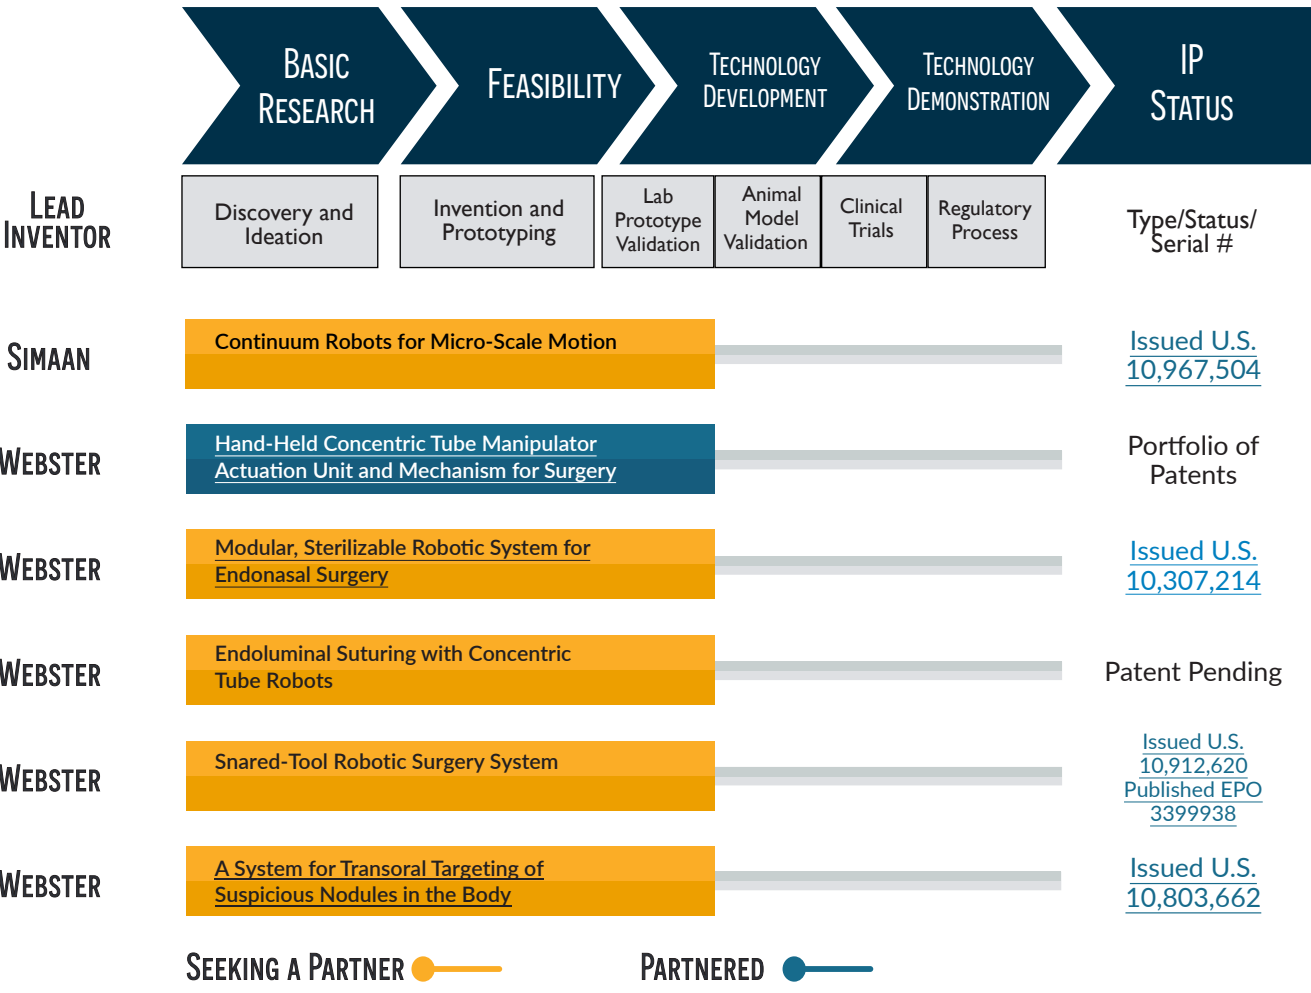 BASIC
RESEARCH
FEASIBILITY
TECHNOLOGY
DEVELOPMENT
TECHNOLOGY
DEMONSTRATION
IP
STATUS
LEAD
INVENTOR
Discovery and
Ideation
Invention and
Prototyping
Lab
Prototype
Validation
Animal
Model
Validation
Clinical
Trials
Regulatory
Process
Type/Status/
Serial #
SIMAAN
Continuum Robots for Micro-Scale Motion
Issued U.S.
10,967,504
WEBSTER
Hand-Held Concentric Tube Manipulator
Actuation Unit and Mechanism for Surgery
Portfolio of
Patents
WEBSTER
Modular, Sterilizable Robotic System for
Endonasal Surgery
Issued U.S.
10,307,214
WEBSTER
Endoluminal Suturing with Concentric
Tube Robots
Patent Pending
WEBSTER
Snared-Tool Robotic Surgery System
Issued U.S.
10,912,620
Published EPO
3399938
WEBSTER
A System for Transoral Targeting of
Suspicious Nodules in the Body
Issued U.S.
10,803,662
SEEKING A PARTNER
PARTNERED